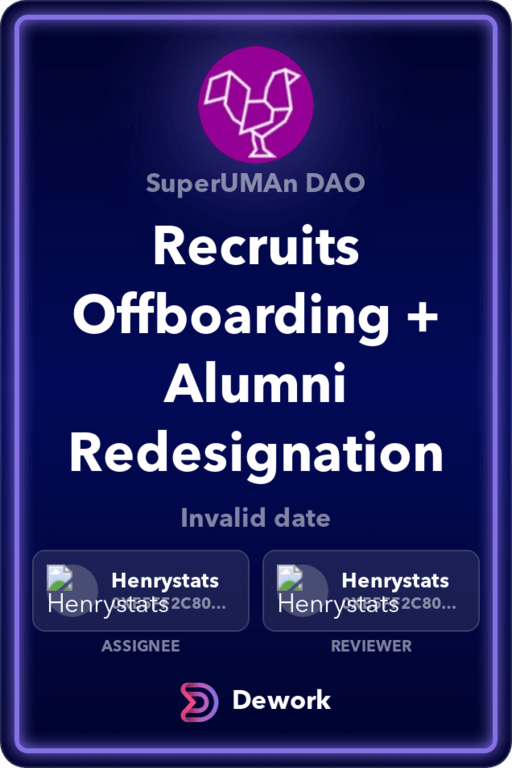 SuperUMAn DAO
Recruits
Offboarding +
Alumni
Redesignation
Invalid date
Henrystats
Henrystats
ASSIGNEE
Henrystats
Henrystats
REVIEWER
Dework